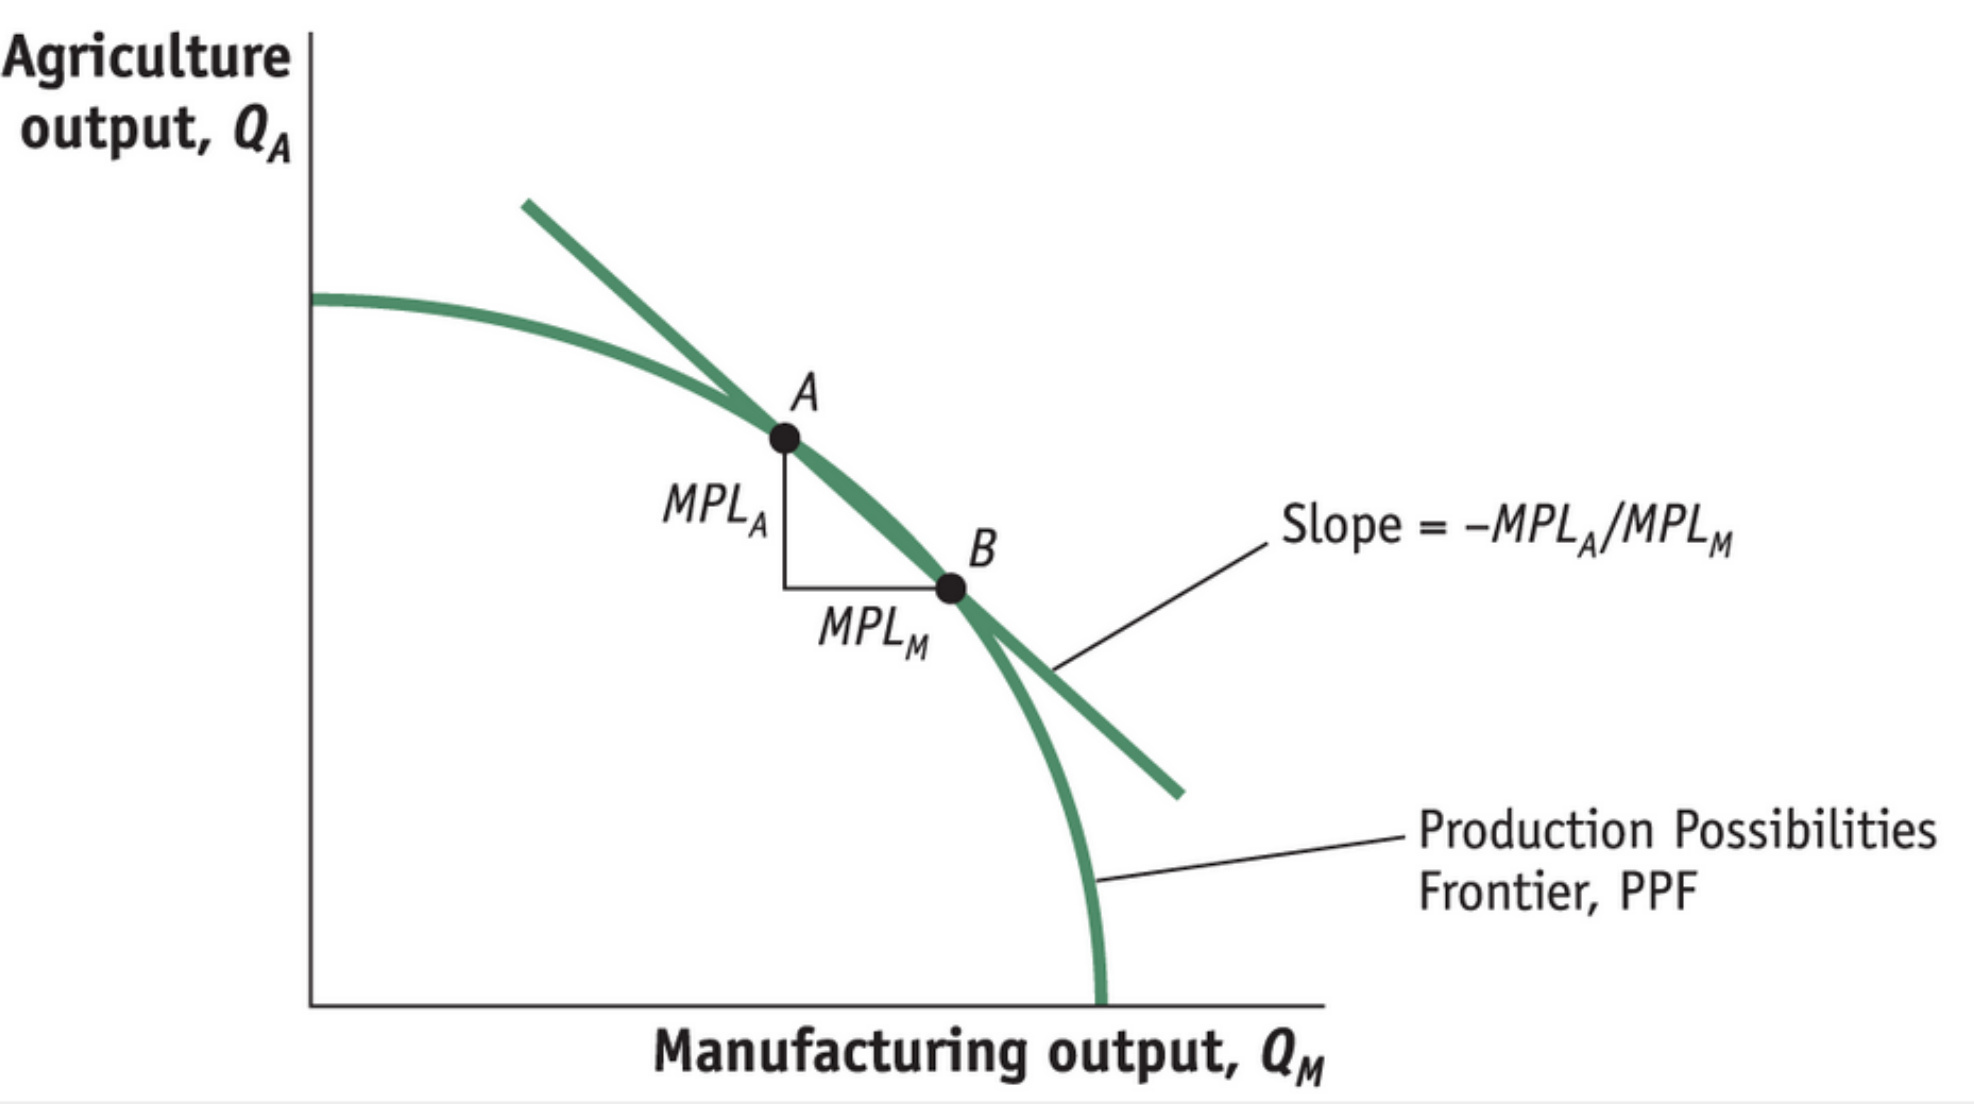 Agriculture
output, Q_A
A
MPL_A
B
MPL_M
Slope = –MPL_A/MPL_M
Production Possibilities
Frontier, PPF
Manufacturing output, Q_M